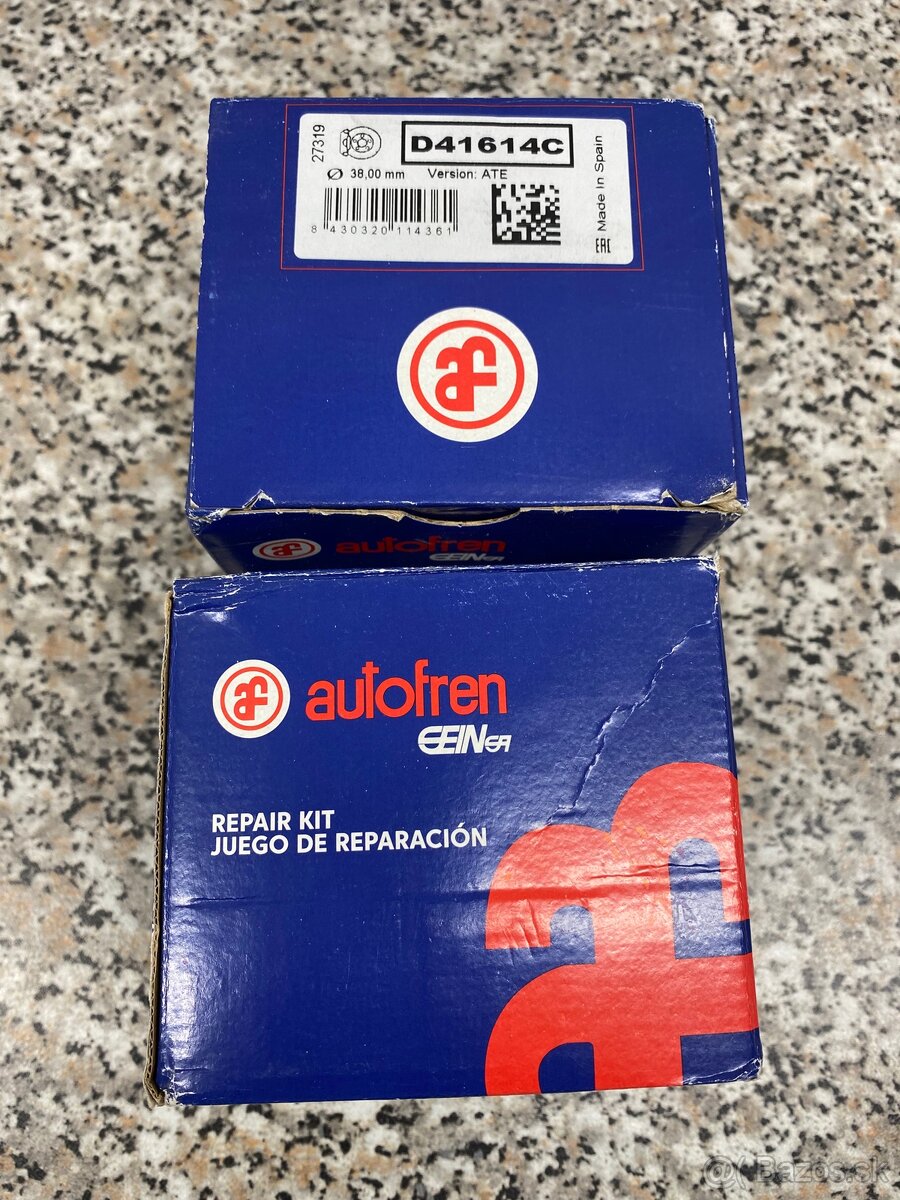 27319
D41614C
Ø 38,00 mm Version: ATE
8 430320 114361
Made In Spain
EAC
af
af autofren
SEINsa
af autofren
SEINsa
REPAIR KIT
JUEGO DE REPARACIÓN
Bazos.sk